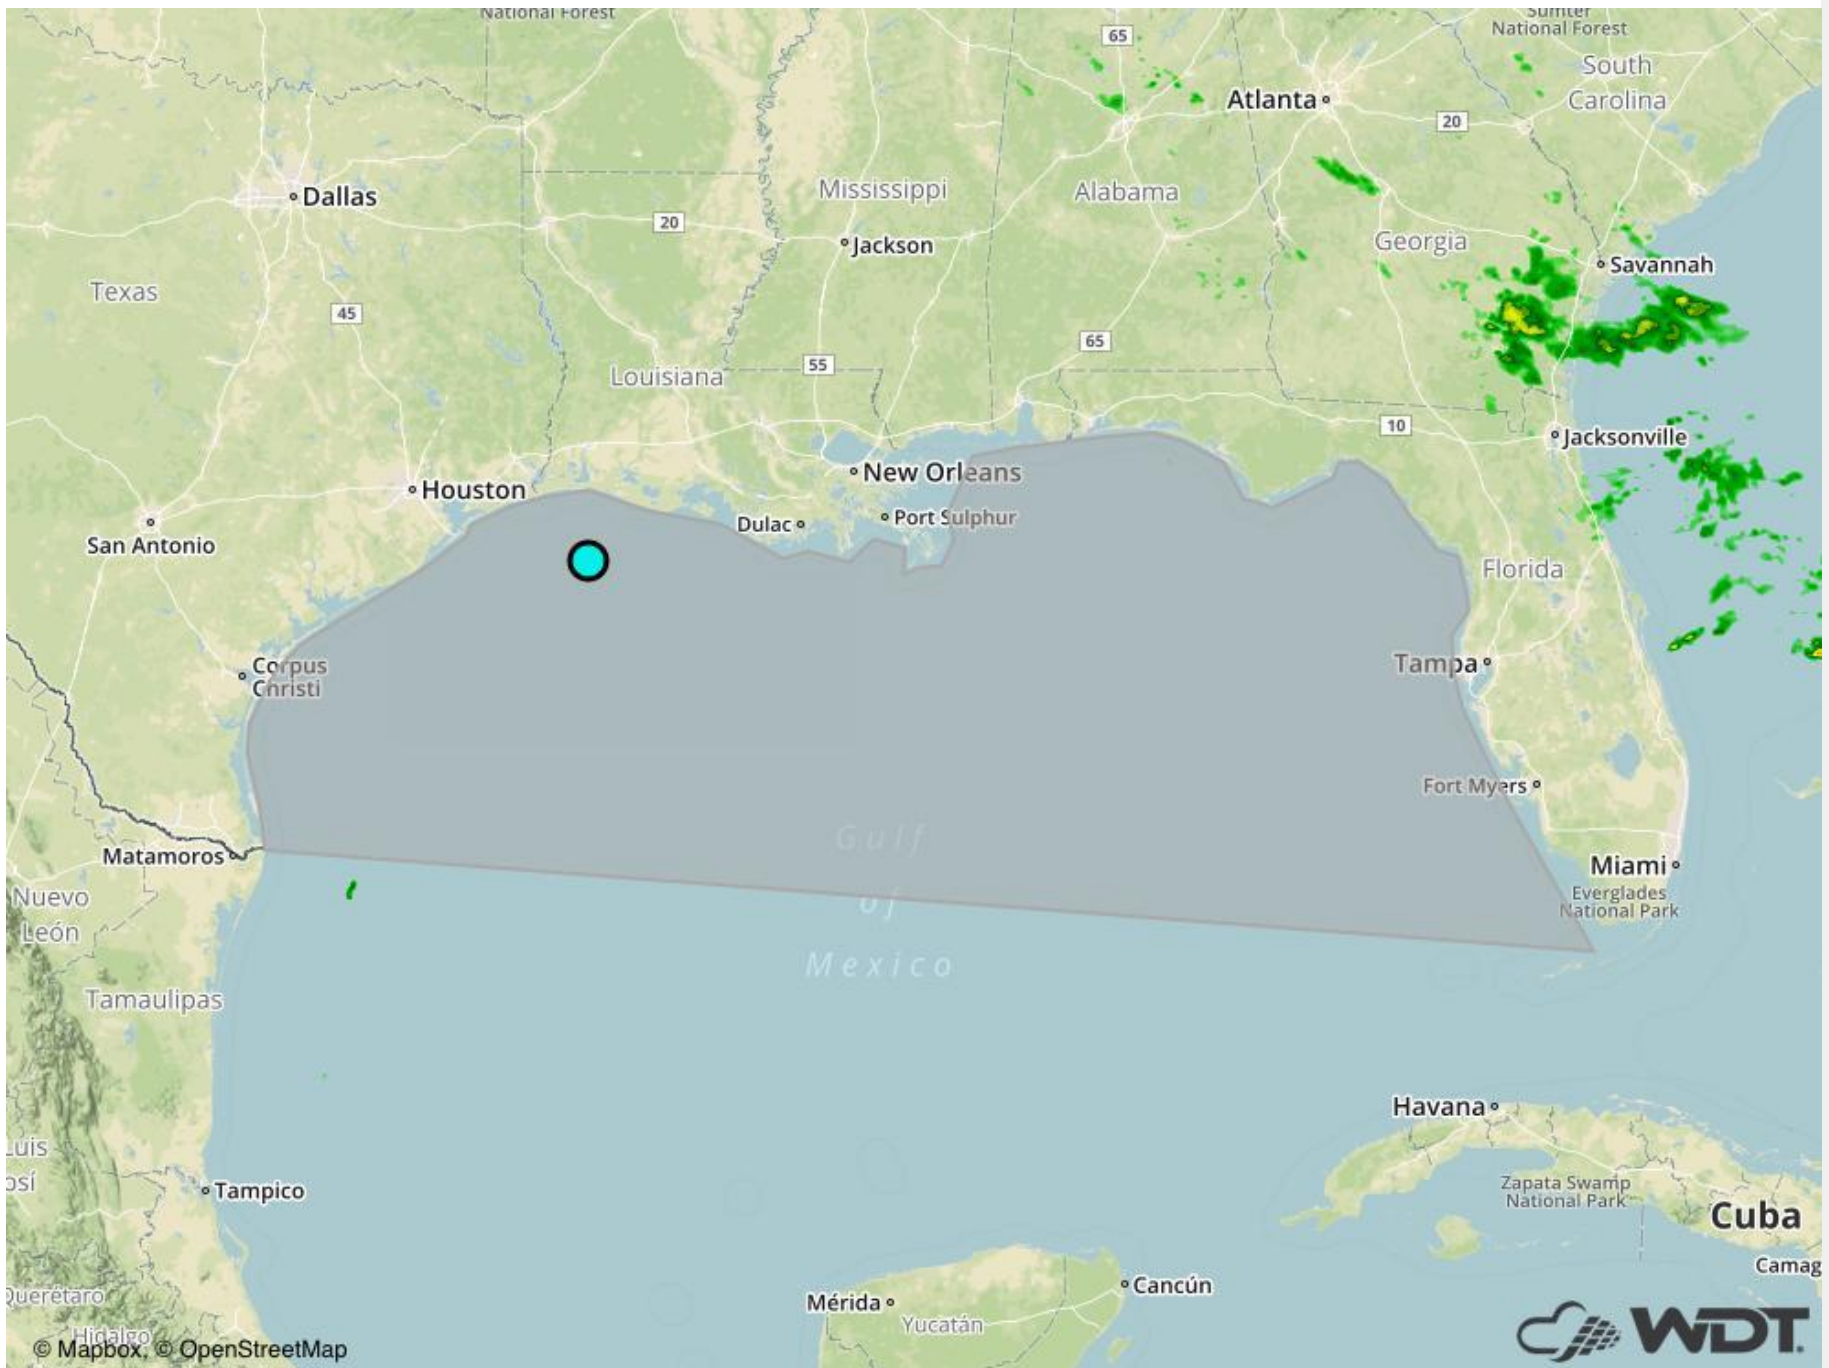 National Forest
Sumter
National Forest
65
South
Carolina
Atlanta
20
Dallas
Mississippi
Alabama
20
Jackson
Georgia
Savannah
Texas
45
65
55
Louisiana
10
Jacksonville
New Orleans
Houston
Dulac
Port Sulphur
San Antonio
Florida
Corpus
Christi
Tampa
Fort Myers
Gulf
of
Mexico
Matamoros
Miami
Everglades
National Park
Nuevo
León
Tamaulipas
Havana
Luis
osí
Tampico
Zapata Swamp
National Park
Cuba
Camag
Cancún
Mérida
Yucatán
Querétaro
Hidalgo
© Mapbox, © OpenStreetMap
WDT.